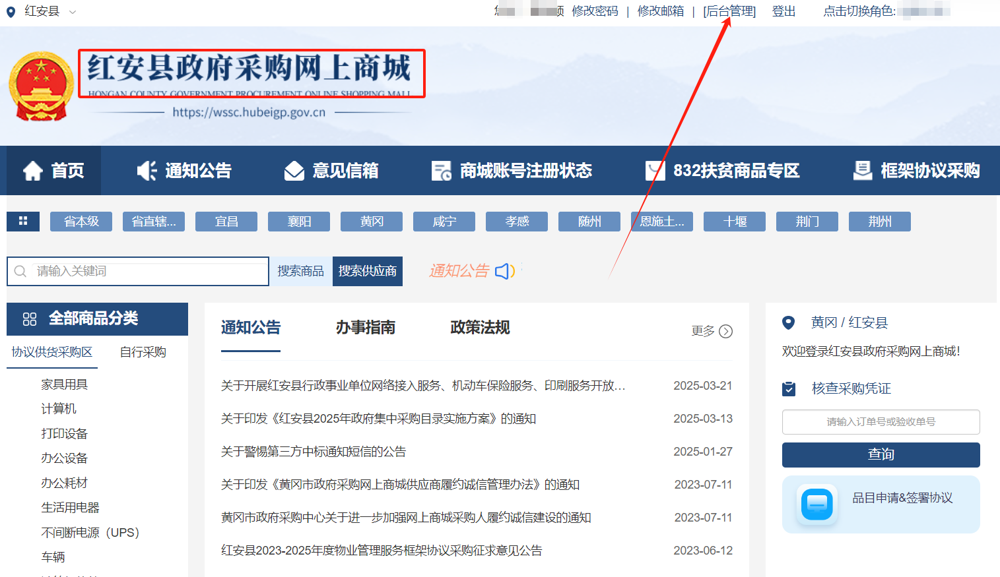 红安县
修改密码 | 修改邮箱 | [后台管理] 登出 点击切换角色:
红安县政府采购网上商城
HONGAN COUNTY GOVERNMENT PROCUREMENT ONLINE SHOPPING MALL
https://wssc.hubeigp.gov.cn
首页 通知公告 意见信箱 商城账号注册状态 832扶贫商品专区 框架协议采购
省本级 省直辖... 宜昌 襄阳 黄冈 咸宁 孝感 随州 恩施土... 十堰 荆门 荆州
请输入关键词 搜索商品 搜索供应商 通知公告
全部商品分类
协议供货采购区 自行采购
家具用具
计算机
打印设备
办公设备
办公耗材
生活用电器
不间断电源（UPS）
车辆
通知公告 办事指南 政策法规 更多
关于开展红安县行政事业单位网络接入服务、机动车保险服务、印刷服务开放... 2025-03-21
关于印发《红安县2025年政府集中采购目录实施方案》的通知 2025-03-13
关于警惕第三方中标通知短信的公告 2025-01-27
关于印发《黄冈市政府采购网上商城供应商履约诚信管理办法》的通知 2023-07-11
黄冈市政府采购中心关于进一步加强网上商城采购人履约诚信建设的通知 2023-07-11
红安县2023-2025年度物业管理服务框架协议采购征求意见公告 2023-06-12
黄冈 / 红安县
欢迎登录红安县政府采购网上商城!
核查采购凭证
请输入订单号或验收单号
查询
品目申请&签署协议